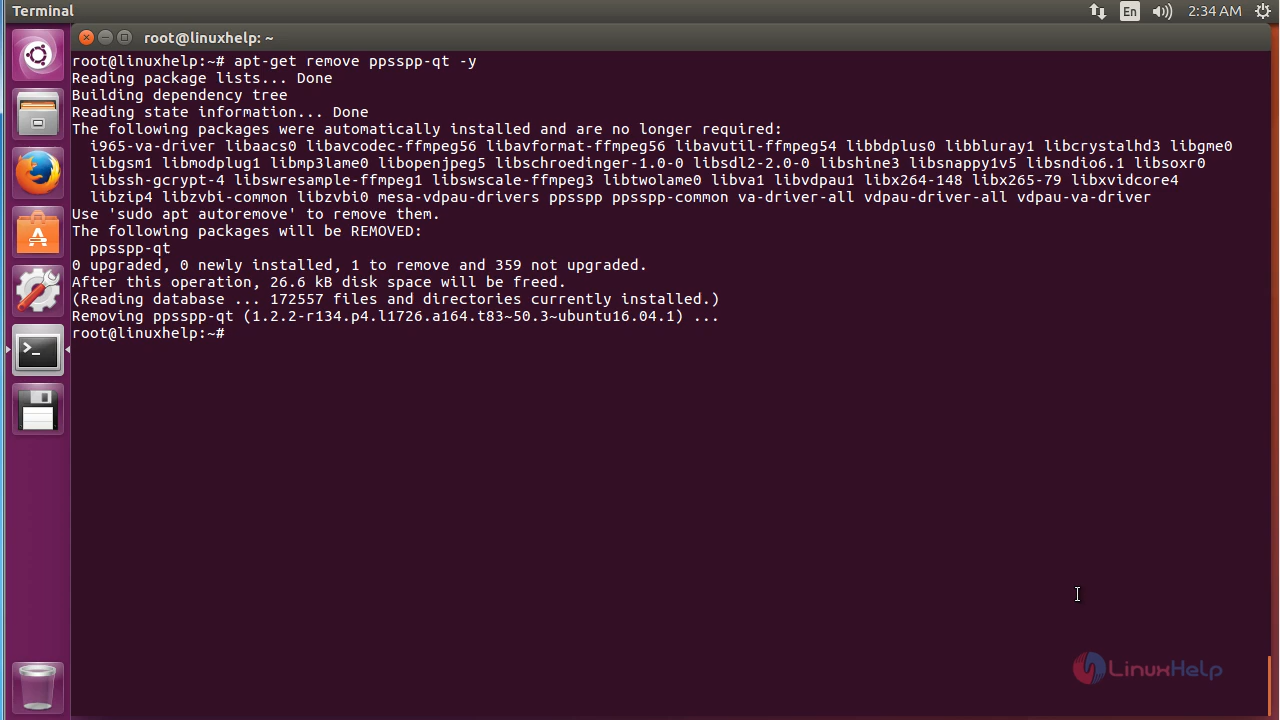 Terminal
En
2:34 AM
root@linuxhelp: ~
root@linuxhelp:~# apt-get remove ppsspp-qt -y
Reading package lists... Done
Building dependency tree
Reading state information... Done
The following packages were automatically installed and are no longer required:
i965-va-driver libaacs0 libavcodec-ffmpeg56 libavformat-ffmpeg56 libavutil-ffmpeg54 libbdplus0 libbluray1 libcrystalhd3 libgme0
libgsm1 libmodplug1 libmp3lame0 libopenjpeg5 libschroedinger-1.0-0 libsdl2-2.0-0 libshine3 libsnappy1v5 libsndio6.1 libsoxr0
libssh-gcrypt-4 libswresample-ffmpeg1 libswscale-ffmpeg3 libtwolame0 libva1 libvdpau1 libx264-148 libx265-79 libxvidcore4
libzip4 libzvbi-common libzvbi0 mesa-vdpau-drivers ppsspp ppsspp-common va-driver-all vdpau-driver-all vdpau-va-driver
Use 'sudo apt autoremove' to remove them.
The following packages will be REMOVED:
ppsspp-qt
0 upgraded, 0 newly installed, 1 to remove and 359 not upgraded.
After this operation, 26.6 kB disk space will be freed.
(Reading database ... 172557 files and directories currently installed.)
Removing ppsspp-qt (1.2.2-r134.p4.l1726.a164.t83~50.3~ubuntu16.04.1) ...
root@linuxhelp:~#
LinuxHelp